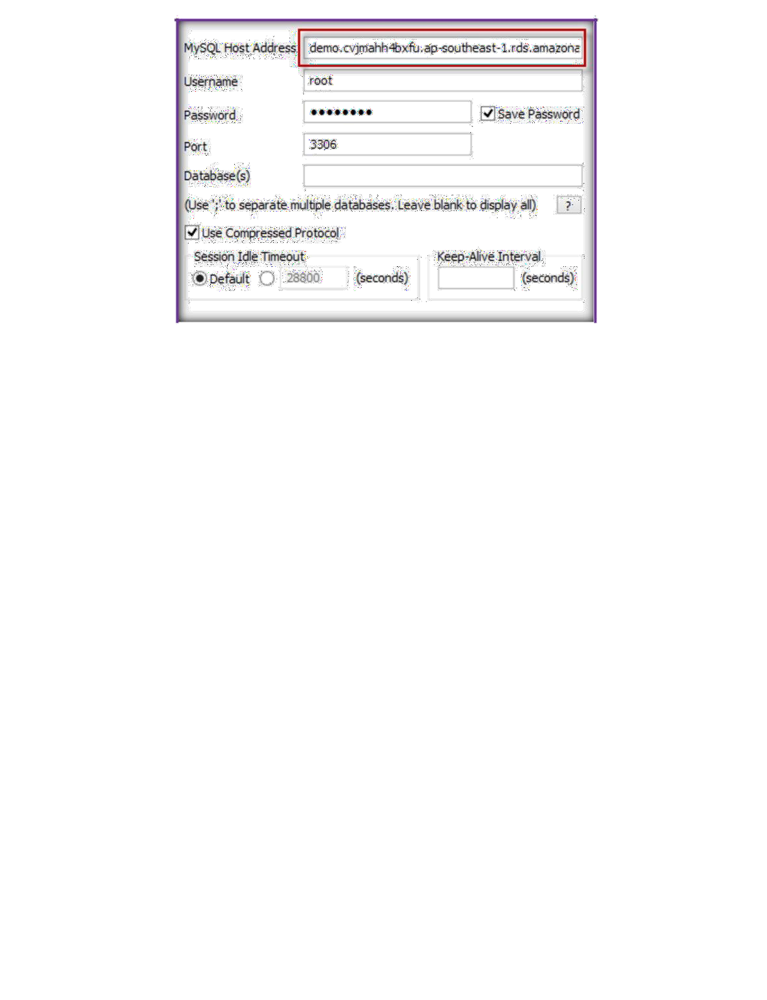 MySQL Host Address demo.cvjmahh4bxfu.ap-southeast-1.rds.amazona
Username root
Password •••••••• Save Password
Port 3306
Database(s)
(Use ';' to separate multiple databases. Leave blank to display all) ?
Use Compressed Protocol
Session Idle Timeout Keep-Alive Interval
Default 28800 (seconds) (seconds)